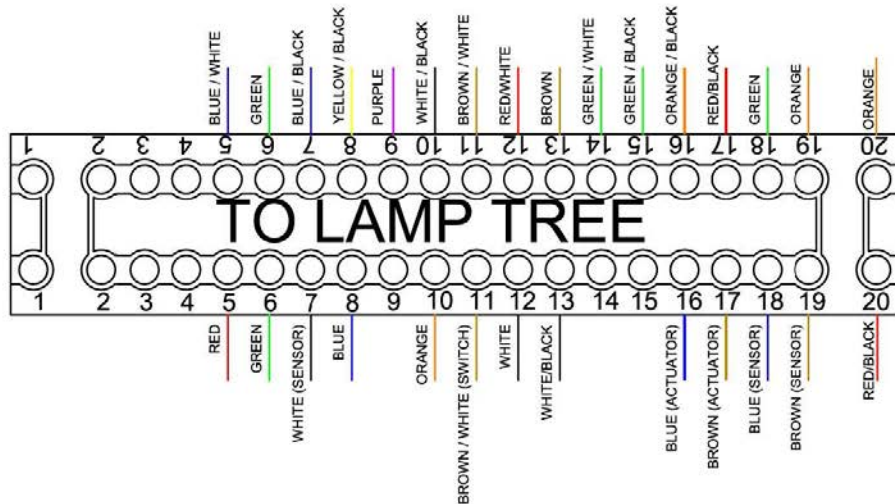 BLUE / WHITE
GREEN
BLUE / BLACK
YELLOW / BLACK
PURPLE
WHITE / BLACK
BROWN / WHITE
RED/WHITE
BROWN
GREEN / WHITE
GREEN / BLACK
ORANGE / BLACK
RED/BLACK
GREEN
ORANGE
ORANGE
1 2 3 4 5 6 7 8 9 10 11 12 13 14 15 16 17 18 19 20
TO LAMP TREE
1 2 3 4 5 6 7 8 9 10 11 12 13 14 15 16 17 18 19 20
RED
GREEN
WHITE (SENSOR)
BLUE
ORANGE
BROWN / WHITE (SWITCH)
WHITE
WHITE/BLACK
BLUE (ACTUATOR)
BROWN (ACTUATOR)
BLUE (SENSOR)
BROWN (SENSOR)
RED/BLACK